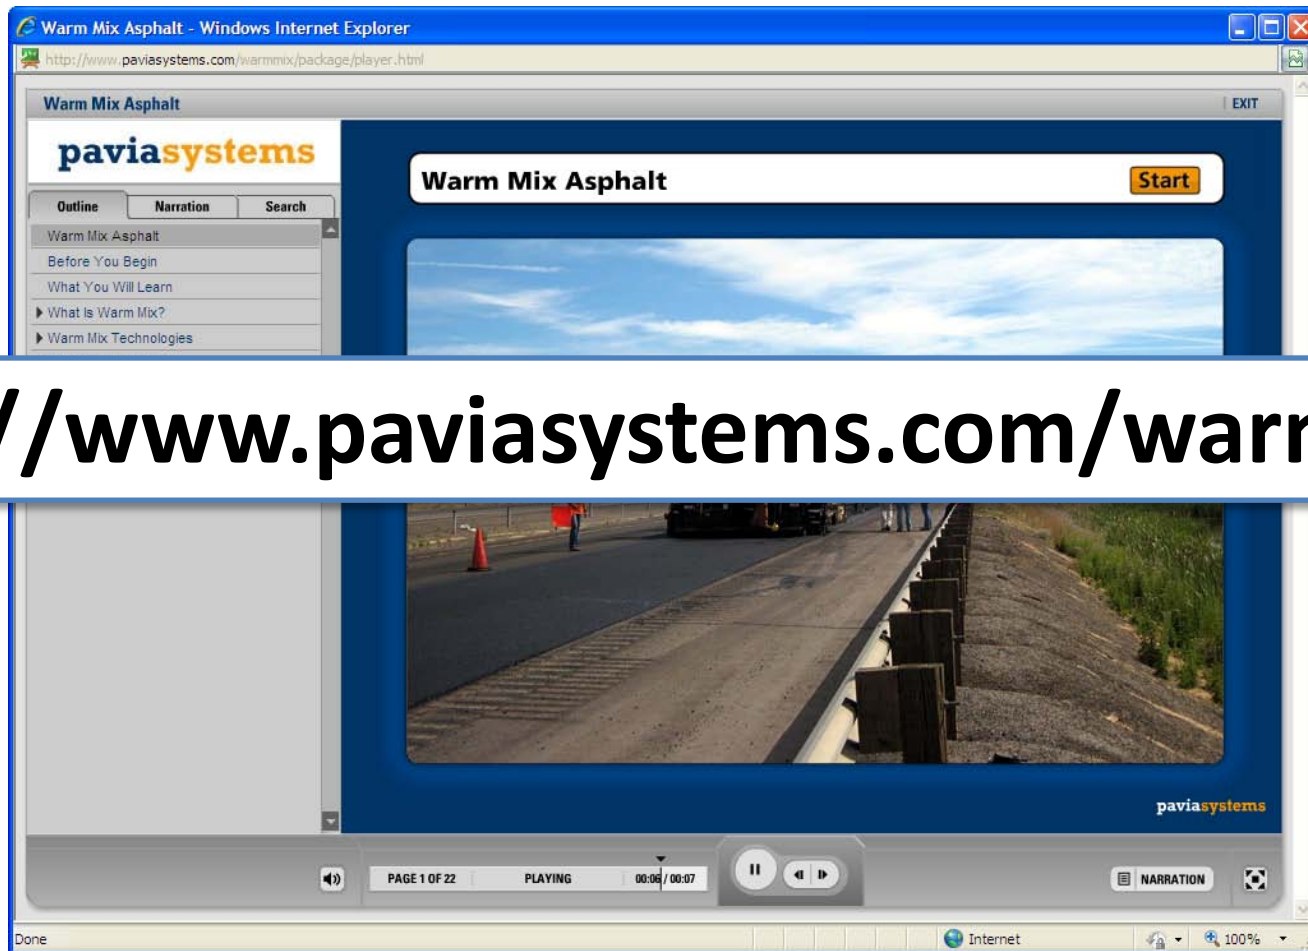 Warm Mix Asphalt - Windows Internet Explorer
http://www.paviasystems.com/warmmix/package/player.html
Warm Mix Asphalt
EXIT
paviasystems
Outline Narration Search
Warm Mix Asphalt
Before You Begin
What You Will Learn
What Is Warm Mix?
Warm Mix Technologies
Warm Mix Asphalt
Start
//www.paviasystems.com/warm
paviasystems
PAGE 1 OF 22 PLAYING 00:06 / 00:07
NARRATION
Done Internet 100%